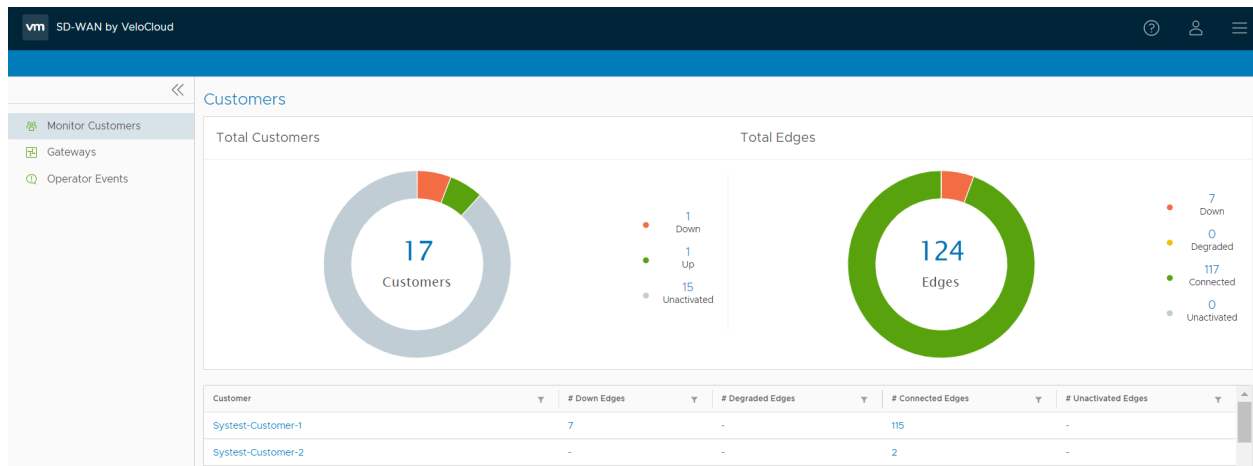 vm SD-WAN by VeloCloud
Customers
Monitor Customers
Gateways
Operator Events
Total Customers
17
Customers
1
Down
1
Up
15
Unactivated
Total Edges
124
Edges
7
Down
0
Degraded
117
Connected
0
Unactivated
Customer # Down Edges # Degraded Edges # Connected Edges # Unactivated Edges
Systest-Customer-1 7 - 115 -
Systest-Customer-2 - - 2 -